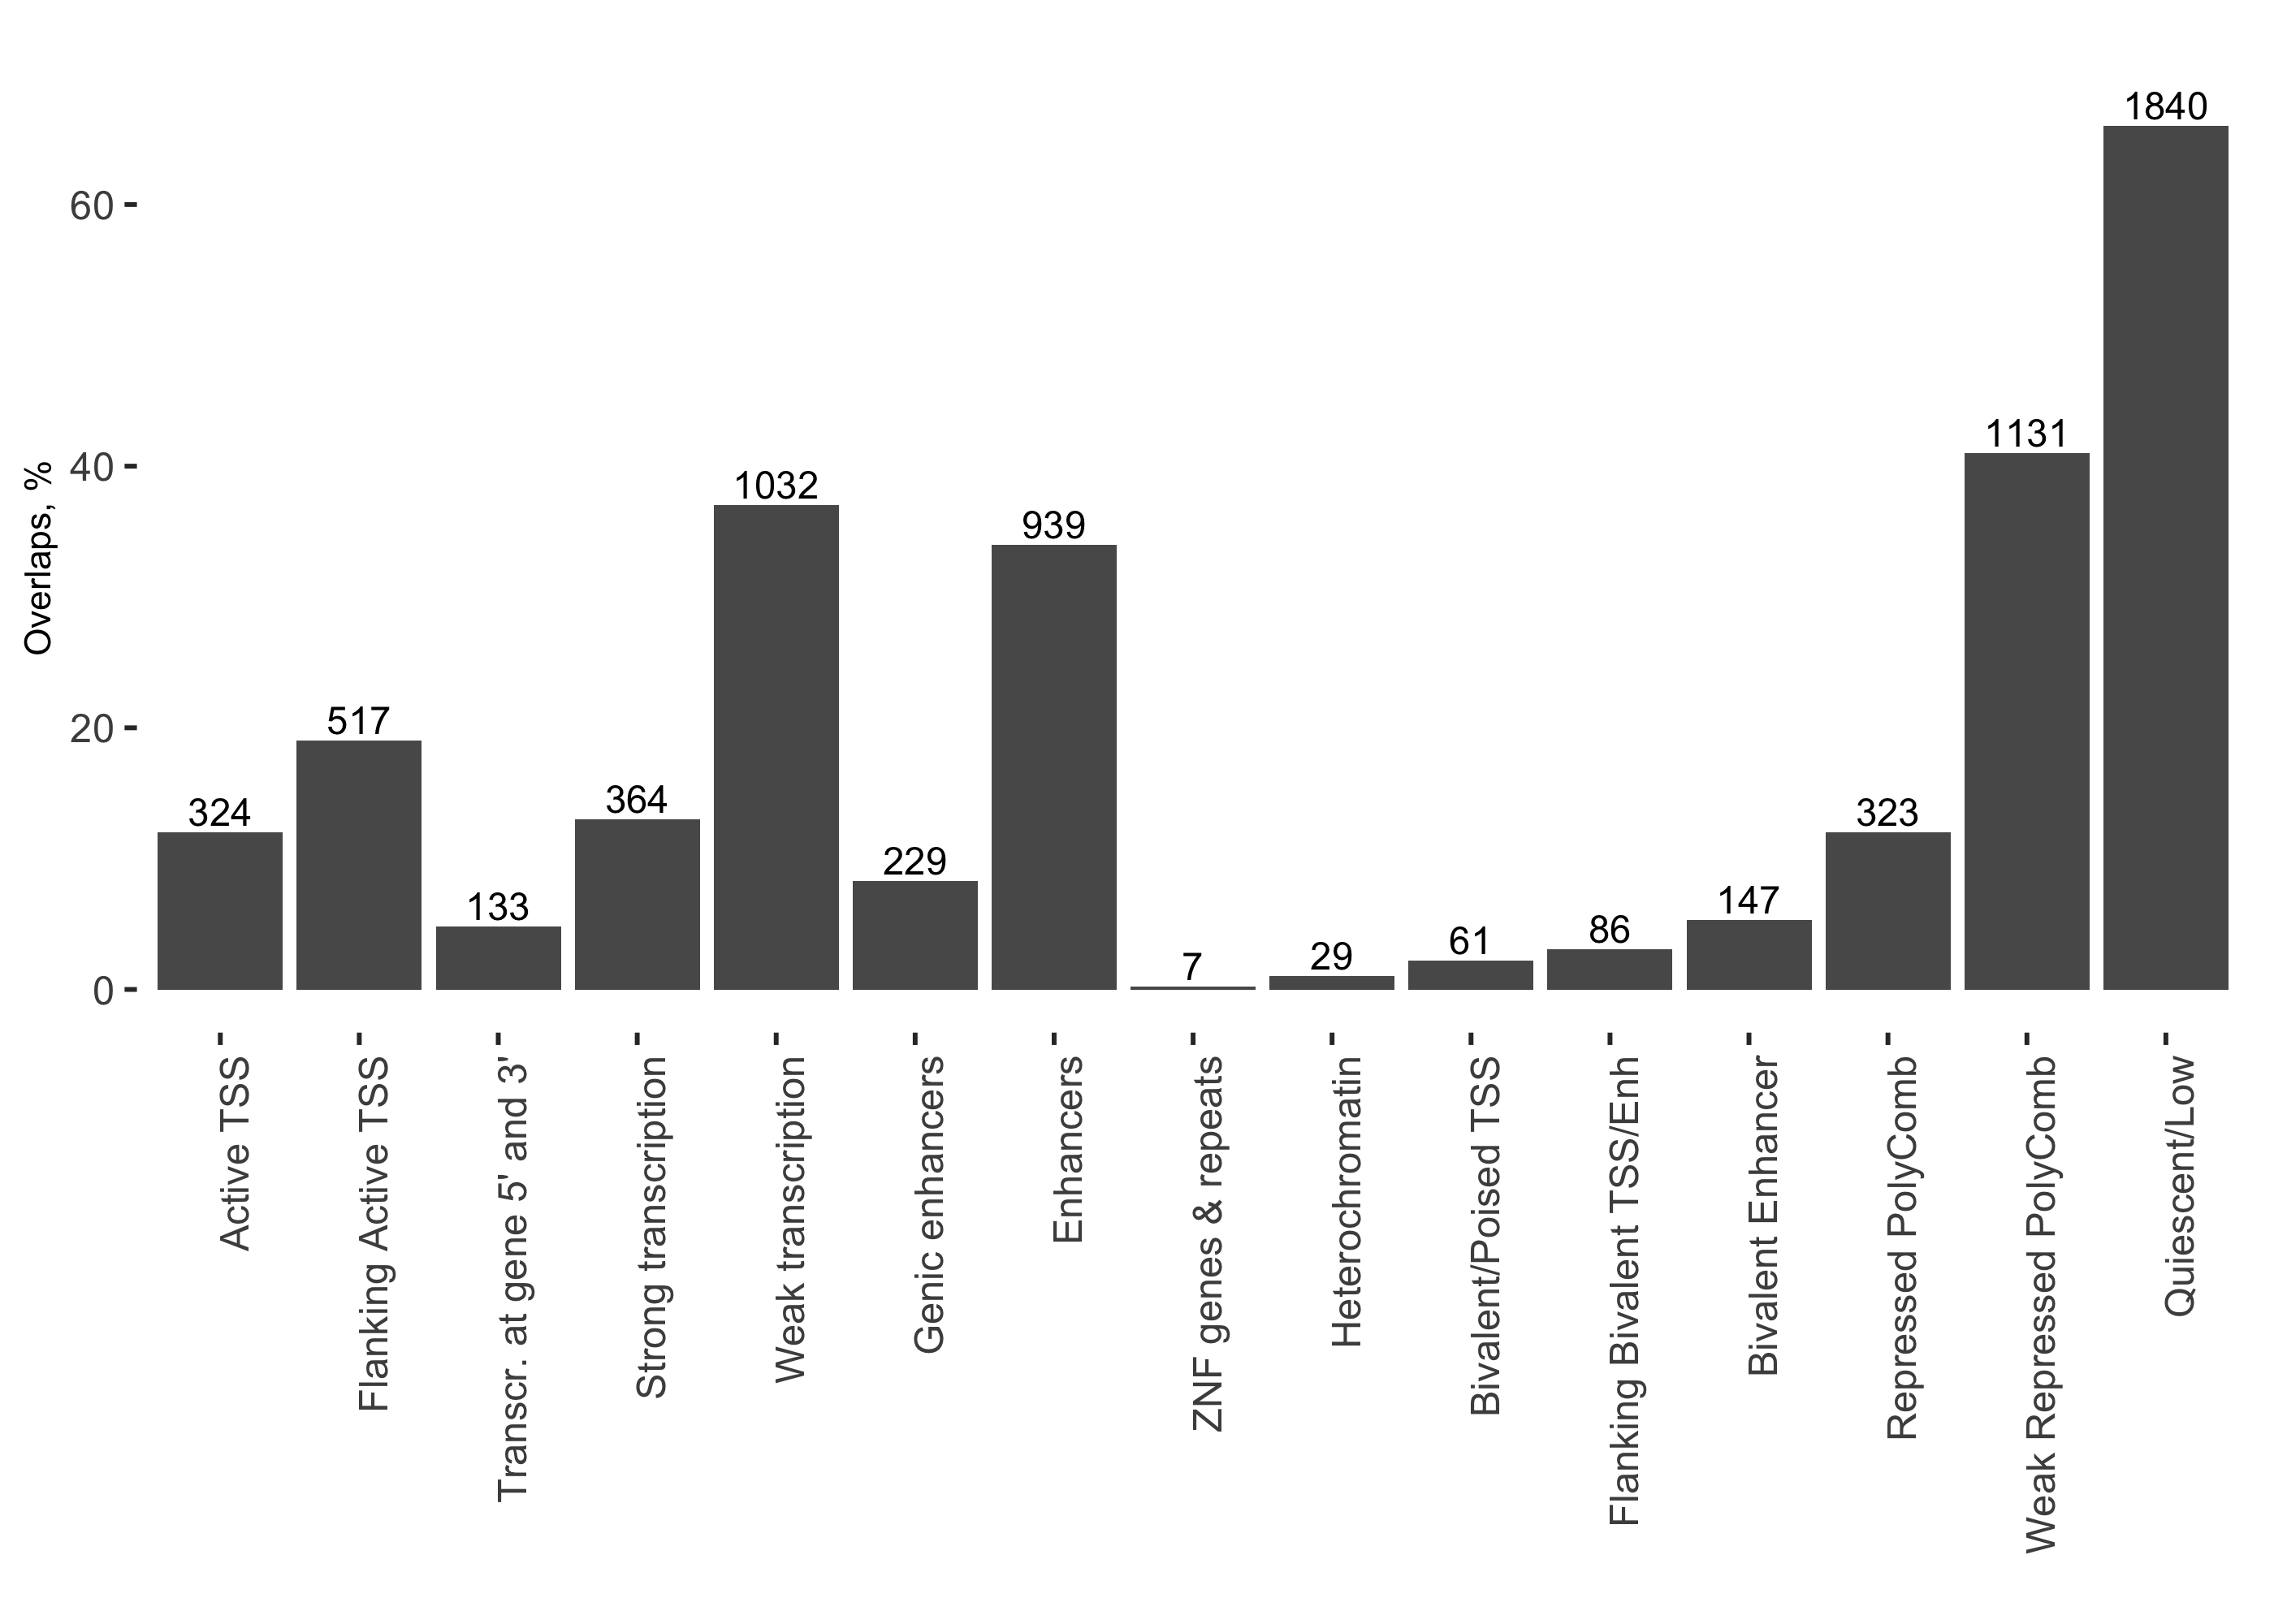 Overlaps, %
60
40
20
0
324
517
133
364
1032
229
939
7
29
61
86
147
323
1131
1840
Active TSS
Flanking Active TSS
Transcr. at gene 5' and 3'
Strong transcription
Weak transcription
Genic enhancers
Enhancers
ZNF genes & repeats
Heterochromatin
Bivalent/Poised TSS
Flanking Bivalent TSS/Enh
Bivalent Enhancer
Repressed PolyComb
Weak Repressed PolyComb
Quiescent/Low